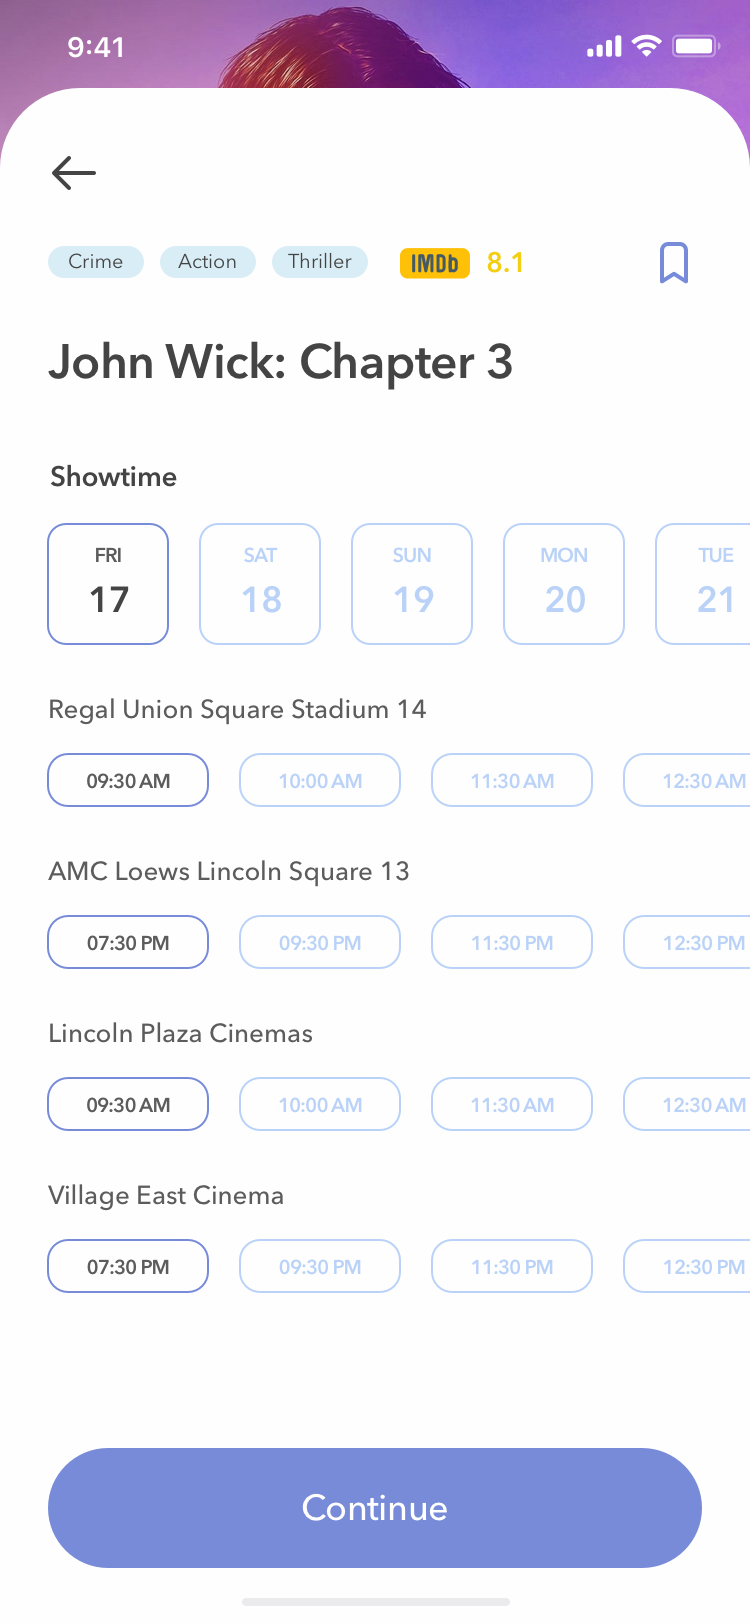 9:41
Crime Action Thriller IMDb 8.1
John Wick: Chapter 3
Showtime
FRI SAT SUN MON TUE
17 18 19 20 21
Regal Union Square Stadium 14
09:30 AM 10:00 AM 11:30 AM 12:30 AM
AMC Loews Lincoln Square 13
07:30 PM 09:30 PM 11:30 PM 12:30 PM
Lincoln Plaza Cinemas
09:30 AM 10:00 AM 11:30 AM 12:30 AM
Village East Cinema
07:30 PM 09:30 PM 11:30 PM 12:30 PM
Continue